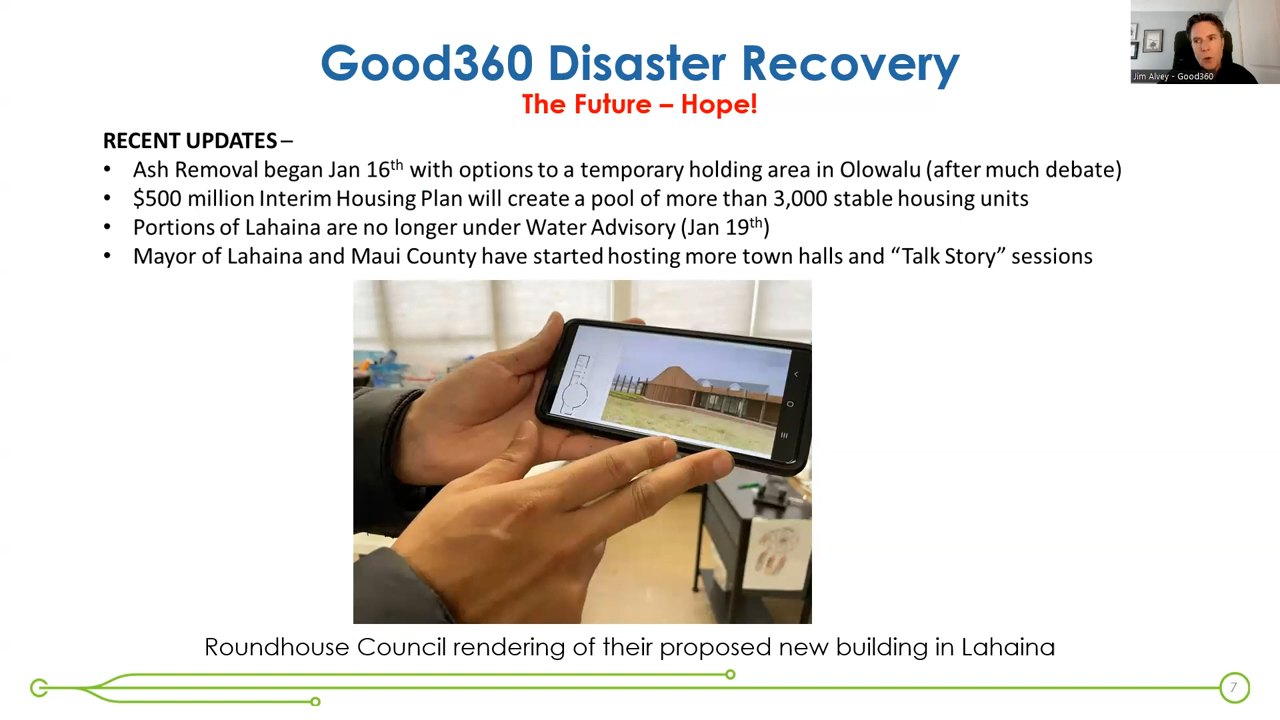 Good360 Disaster Recovery
The Future – Hope!
Jim Alvey - Good360
RECENT UPDATES –
• Ash Removal began Jan 16th with options to a temporary holding area in Olowalu (after much debate)
• $500 million Interim Housing Plan will create a pool of more than 3,000 stable housing units
• Portions of Lahaina are no longer under Water Advisory (Jan 19th)
• Mayor of Lahaina and Maui County have started hosting more town halls and “Talk Story” sessions
Roundhouse Council rendering of their proposed new building in Lahaina
7